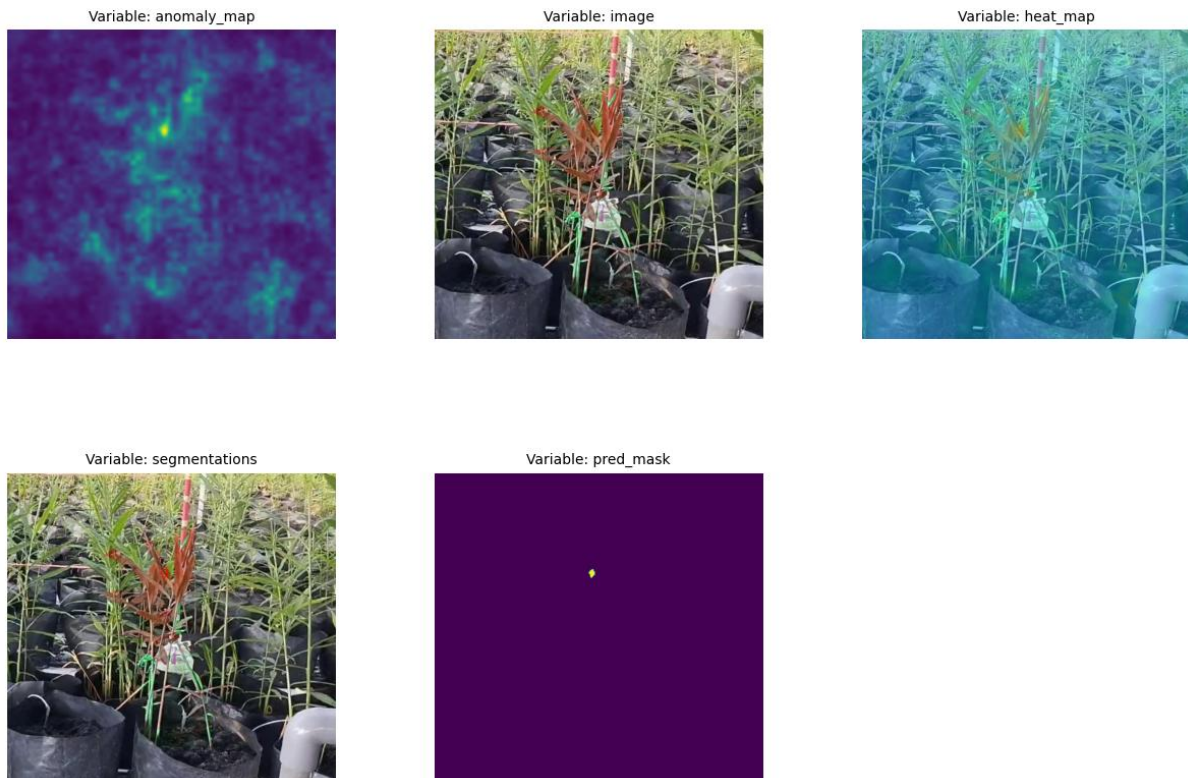 Variable: anomaly_map
Variable: image
Variable: heat_map
Variable: segmentations
Variable: pred_mask